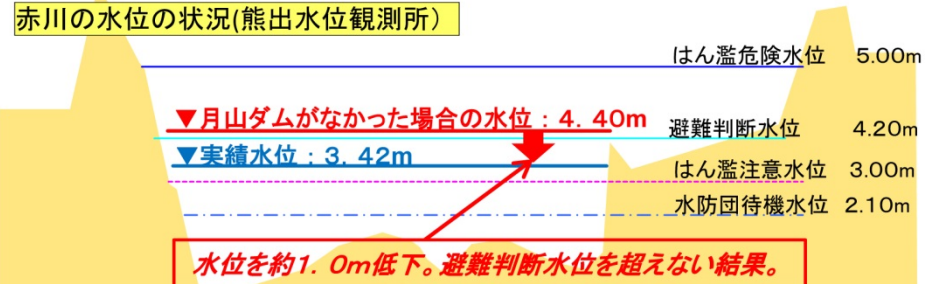 赤川の水位の状況(熊出水位観測所）
はん濫危険水位 5.00m
▼月山ダムがなかった場合の水位：4．40m
避難判断水位 4.20m
▼実績水位：3．42m
はん濫注意水位 3.00m
水防団待機水位 2.10m
水位を約1．0m低下。避難判断水位を超えない結果。